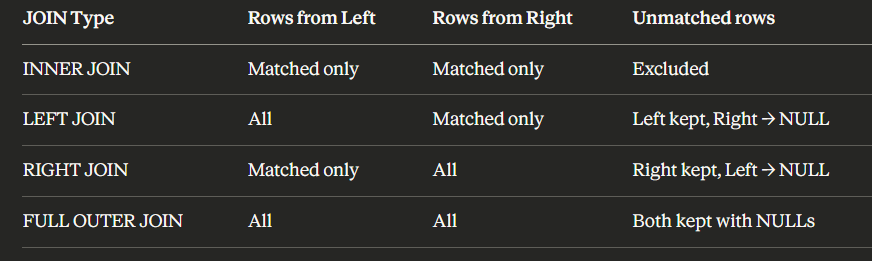 JOIN Type Rows from Left Rows from Right Unmatched rows
INNER JOIN Matched only Matched only Excluded
LEFT JOIN All Matched only Left kept, Right → NULL
RIGHT JOIN Matched only All Right kept, Left → NULL
FULL OUTER JOIN All All Both kept with NULLs